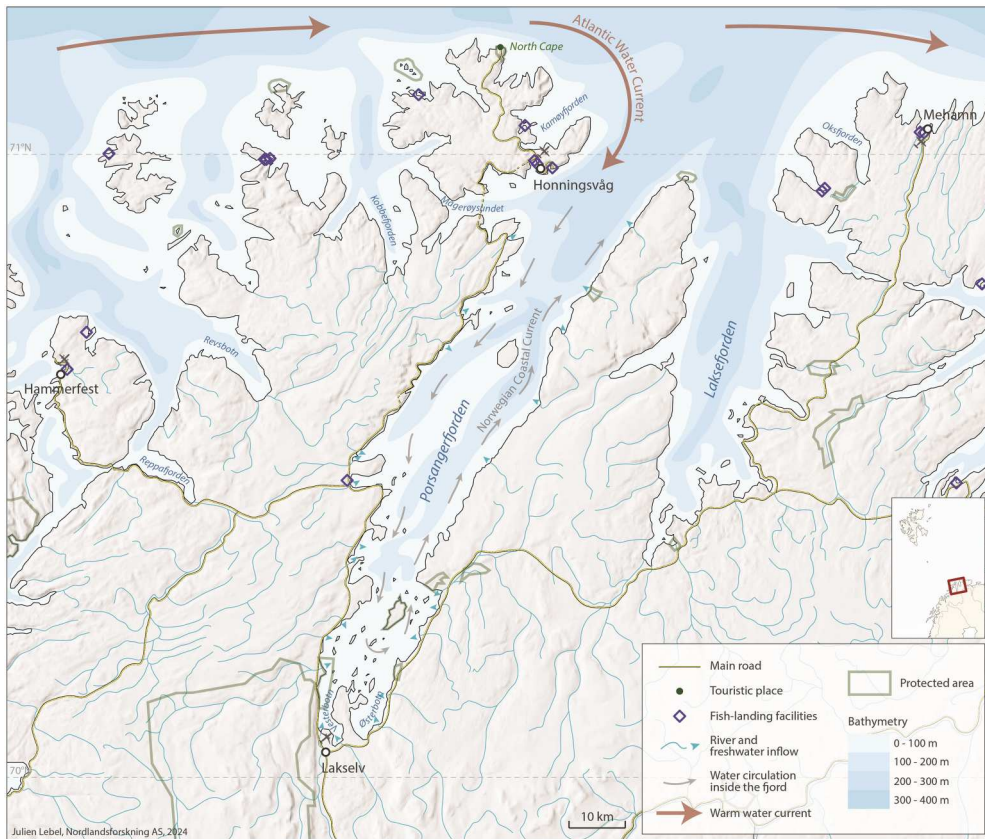 Atlantic Water Current
North Cape
Kamøyfjorden
Mehamn
Oksfjorden
71°N
Honningsvåg
Magerøysundet
Kobbefjorden
Revsbotn
Norwegian Coastal Current
Laksefjorden
Hammerfest
Porsangerfjorden
Reppafjorden
Vesterbotn
Østerbotn
70°N
Lakselv
Main road
Touristic place
Fish-landing facilities
River and
freshwater inflow
Water circulation
inside the fjord
Warm water current
Protected area
Bathymetry
0 - 100 m
100 - 200 m
200 - 300 m
300 - 400 m
10 km
Julien Lebel, Nordlandsforskning AS, 2024